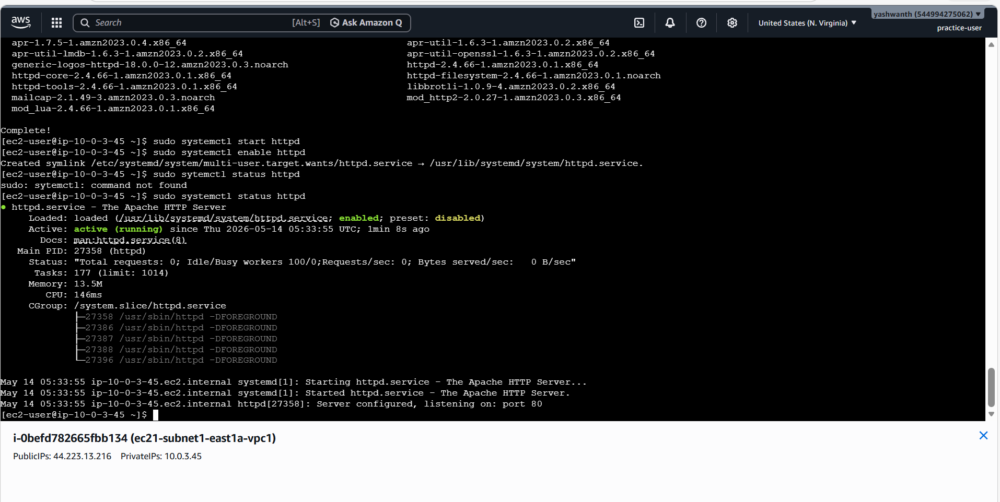 aws
Search [Alt+S] Ask Amazon Q United States (N. Virginia) ▼ yashwanth (544994275062) ▼
practice-user
apr-1.7.5-1.amzn2023.0.4.x86_64 apr-util-1.6.3-1.amzn2023.0.2.x86_64
apr-util-lmdb-1.6.3-1.amzn2023.0.2.x86_64 apr-util-openssl-1.6.3-1.amzn2023.0.2.x86_64
generic-logos-httpd-18.0.0-12.amzn2023.0.3.noarch httpd-2.4.66-1.amzn2023.0.1.x86_64
httpd-core-2.4.66-1.amzn2023.0.1.x86_64 httpd-filesystem-2.4.66-1.amzn2023.0.1.noarch
httpd-tools-2.4.66-1.amzn2023.0.1.x86_64 libbrotli-1.0.9-4.amzn2023.0.2.x86_64
mailcap-2.1.49-3.amzn2023.0.3.noarch mod_http2-2.0.27-1.amzn2023.0.3.x86_64
mod_lua-2.4.66-1.amzn2023.0.1.x86_64
Complete!
[ec2-user@ip-10-0-3-45 ~]$ sudo systemctl start httpd
[ec2-user@ip-10-0-3-45 ~]$ sudo systemctl enable httpd
Created symlink /etc/systemd/system/multi-user.target.wants/httpd.service → /usr/lib/systemd/system/httpd.service.
[ec2-user@ip-10-0-3-45 ~]$ sudo sytemctl status httpd
sudo: sytemctl: command not found
[ec2-user@ip-10-0-3-45 ~]$ sudo systemctl status httpd
● httpd.service - The Apache HTTP Server
Loaded: loaded (/usr/lib/systemd/system/httpd.service; enabled; preset: disabled)
Active: active (running) since Thu 2026-05-14 05:33:55 UTC; 1min 8s ago
Docs: man:httpd.service(8)
Main PID: 27358 (httpd)
Status: "Total requests: 0; Idle/Busy workers 100/0;Requests/sec: 0; Bytes served/sec:   0 B/sec"
Tasks: 177 (limit: 1014)
Memory: 13.5M
CPU: 146ms
CGroup: /system.slice/httpd.service
├─27358 /usr/sbin/httpd -DFOREGROUND
├─27386 /usr/sbin/httpd -DFOREGROUND
├─27387 /usr/sbin/httpd -DFOREGROUND
├─27388 /usr/sbin/httpd -DFOREGROUND
└─27396 /usr/sbin/httpd -DFOREGROUND
May 14 05:33:55 ip-10-0-3-45.ec2.internal systemd[1]: Starting httpd.service - The Apache HTTP Server...
May 14 05:33:55 ip-10-0-3-45.ec2.internal systemd[1]: Started httpd.service - The Apache HTTP Server.
May 14 05:33:55 ip-10-0-3-45.ec2.internal httpd[27358]: Server configured, listening on: port 80
[ec2-user@ip-10-0-3-45 ~]$
i-0befd782665fbb134 (ec21-subnet1-east1a-vpc1)
PublicIPs: 44.223.13.216 PrivateIPs: 10.0.3.45